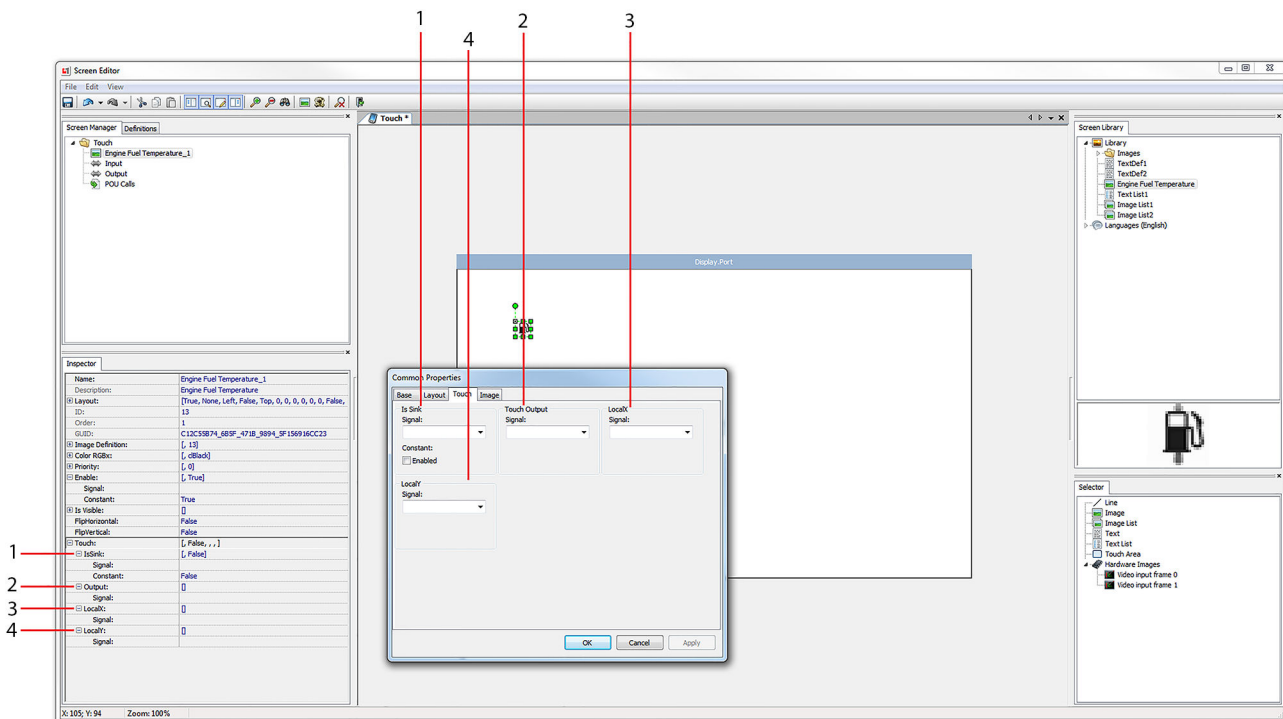 1
2
3
4
Screen Editor
File Edit View
Screen Manager Definitions
Touch
Engine Fuel Temperature_1
Input
Output
POU Calls
Touch *
Display.Port
Screen Library
Library
Images
TextDef1
TextDef2
Engine Fuel Temperature
Text List1
Image List1
Image List2
Languages (English)
Inspector
Name: Engine Fuel Temperature_1
Description: Engine Fuel Temperature
Layout: [True, None, Left, False, Top, 0, 0, 0, 0, 0, 0, False,
ID: 13
Order: 1
GUID: C12C55B74_6B5F_471B_9894_5F156916CC23
Image Definition: [, 13]
Color RGBx: [, clBlack]
Priority: [, 0]
Enable: [, True]
Signal:
Constant: True
Is Visible: []
FlipHorizontal: False
FlipVertical: False
Touch: [, False, , , ]
1 IsSink: [, False]
Signal:
Constant: False
2 Output: []
Signal:
3 LocalX: []
Signal:
4 LocalY: []
Signal:
Common Properties
Base Layout Touch Image
Is Sink
Signal:
Constant:
Enabled
Touch Output
Signal:
LocalX
Signal:
LocalY
Signal:
OK Cancel Apply
Selector
Line
Image
Image List
Text
Text List
Touch Area
Hardware Images
Video input frame 0
Video input frame 1
X: 105; Y: 94 Zoom: 100%